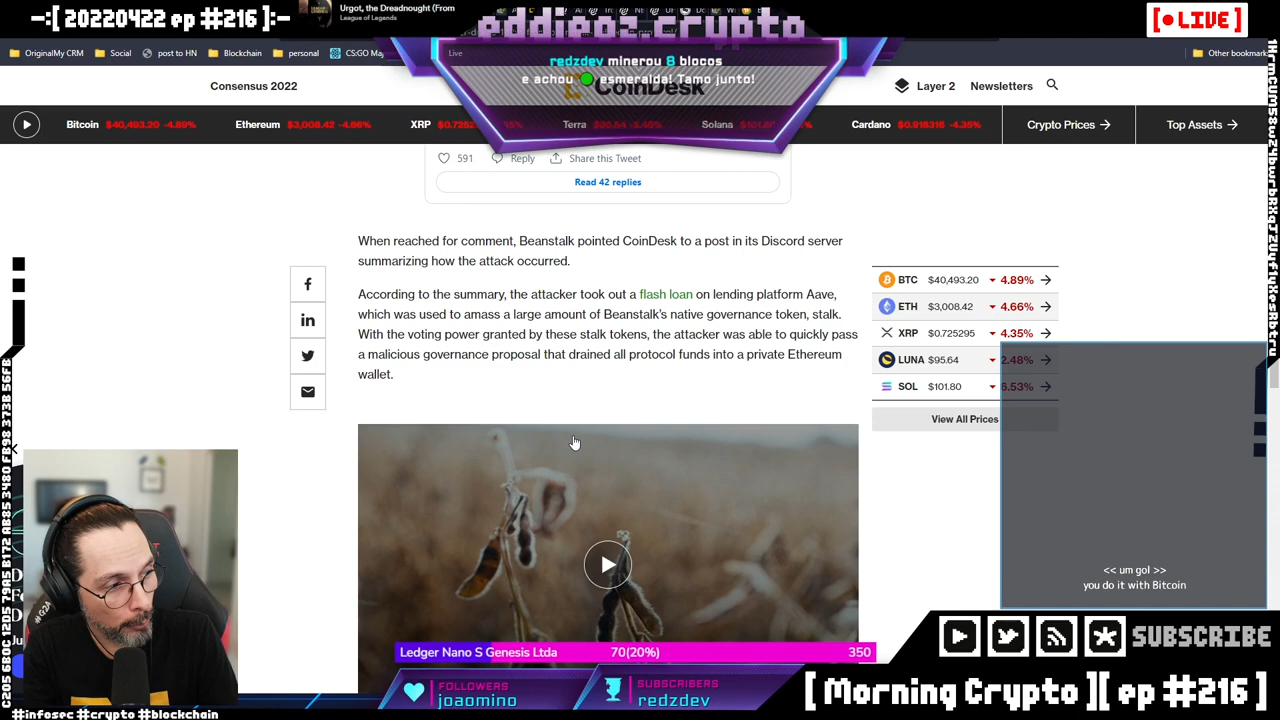 -:[ 20220422 ep #216 ]:-
Urgot, the Dreadnought (From
League of Legends
[ LIVE ]
OriginalMy CRM
Social
post to HN
Blockchain
personal
CS:GO
Live
Other bookmark
redzdev minerou 8 blocos
e achou esmeralda! Tamo junto!
Consensus 2022
CoinDesk
Layer 2
Newsletters
Bitcoin $40,493.20 -4.89%
Ethereum $3,008.42 -4.66%
XRP
Terra
Solana
Cardano $0.918316 -4.35%
Crypto Prices
Top Assets
591 Reply Share this Tweet
Read 42 replies
When reached for comment, Beanstalk pointed CoinDesk to a post in its Discord server
summarizing how the attack occurred.
According to the summary, the attacker took out a flash loan on lending platform Aave,
which was used to amass a large amount of Beanstalk's native governance token, stalk.
With the voting power granted by these stalk tokens, the attacker was able to quickly pass
a malicious governance proposal that drained all protocol funds into a private Ethereum
wallet.
BTC $40,493.20 4.89%
ETH $3,008.42 4.66%
XRP $0.725295 4.35%
LUNA $95.64 2.48%
SOL $101.80 6.53%
View All Prices
<< um gol >>
you do it with Bitcoin
Ledger Nano S Genesis Ltda 70(20%) 350
FOLLOWERS
joaomino
SUBSCRIBERS
redzdev
SUBSCRIBE
[ Morning Crypto ][ ep #216 ]
#infosec #crypto #blockchain